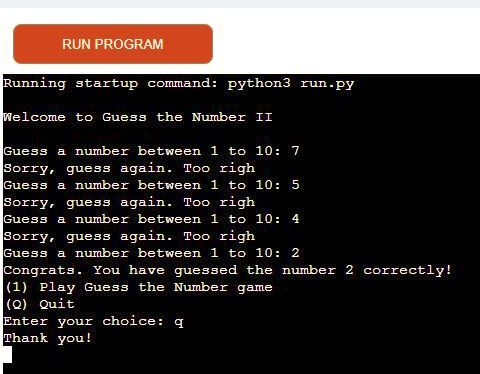 RUN PROGRAM
Running startup command: python3 run.py
Welcome to Guess the Number II
Guess a number between 1 to 10: 7
Sorry, guess again. Too righ
Guess a number between 1 to 10: 5
Sorry, guess again. Too righ
Guess a number between 1 to 10: 4
Sorry, guess again. Too righ
Guess a number between 1 to 10: 2
Congrats. You have guessed the number 2 correctly!
(1) Play Guess the Number game
(Q) Quit
Enter your choice: q
Thank you!